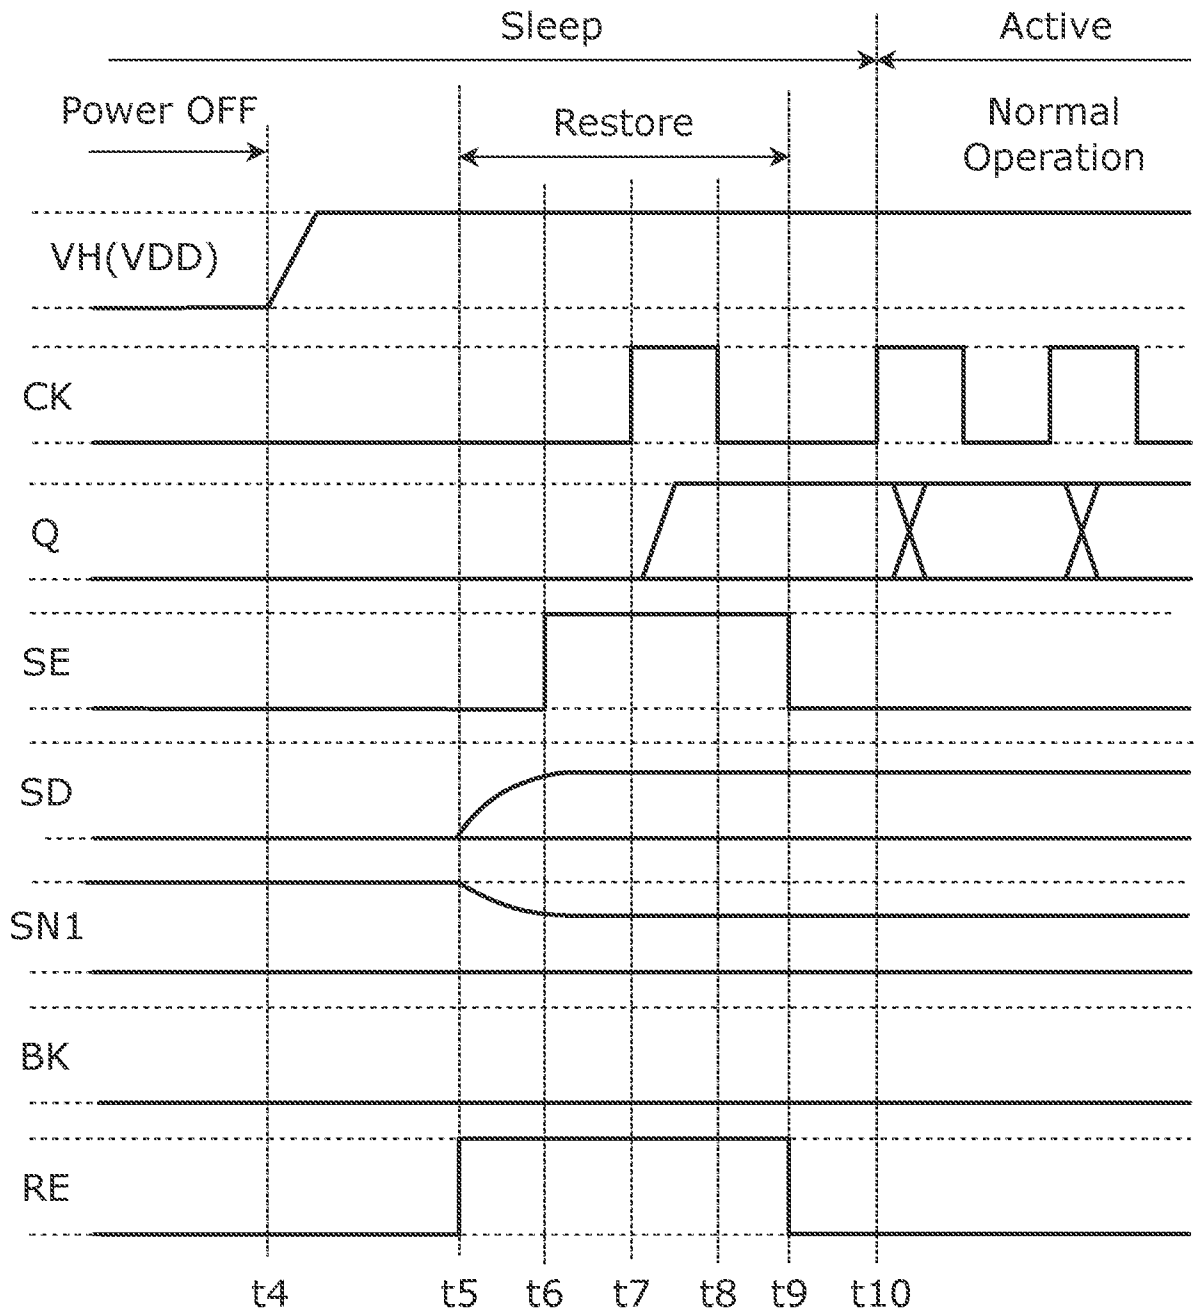 Sleep
Active
Power OFF
Restore
Normal
Operation
VH(VDD)
CK
Q
SE
SD
SN1
BK
RE
t4 t5 t6 t7 t8 t9 t10